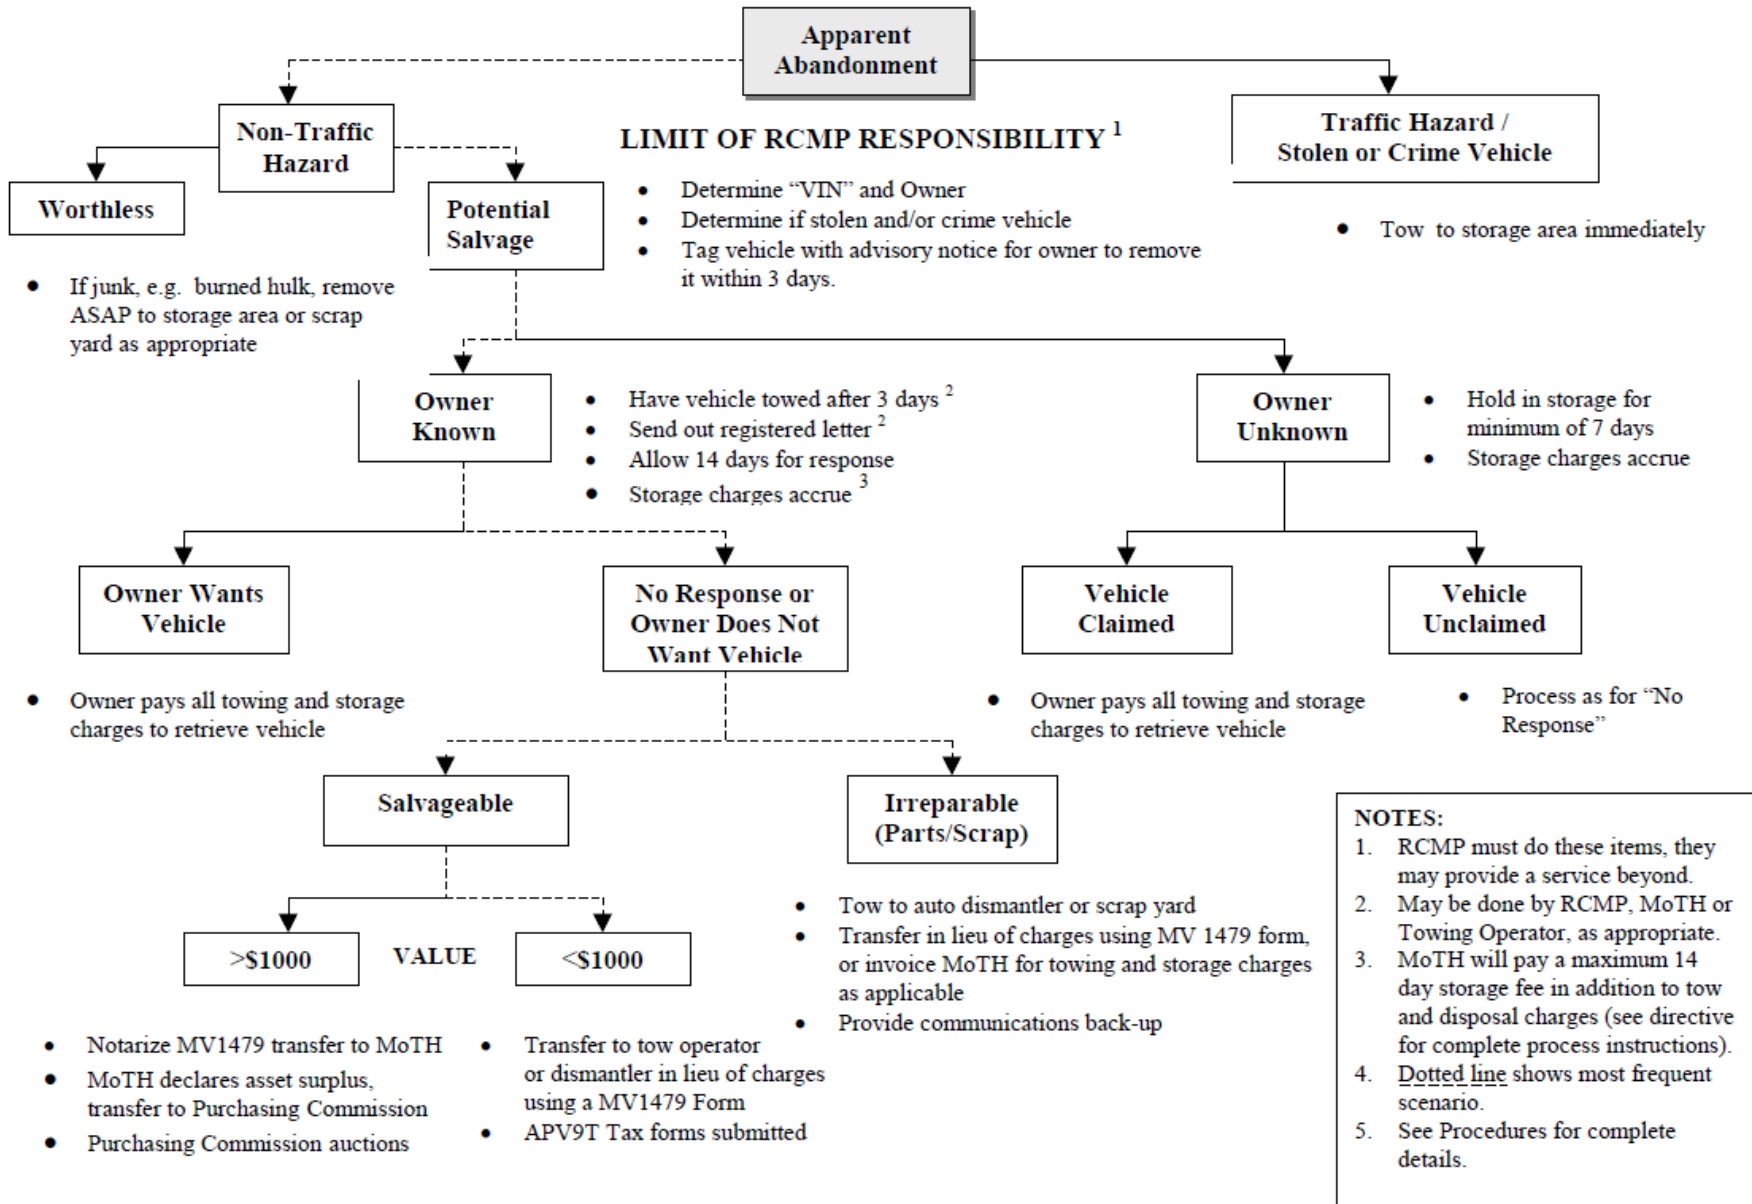 Apparent
Abandonment
Non-Traffic
Hazard
LIMIT OF RCMP RESPONSIBILITY 1
Traffic Hazard /
Stolen or Crime Vehicle
Worthless
Potential
Salvage
• Determine “VIN” and Owner
• Determine if stolen and/or crime vehicle
• Tag vehicle with advisory notice for owner to remove
it within 3 days.
• Tow to storage area immediately
• If junk, e.g. burned hulk, remove
ASAP to storage area or scrap
yard as appropriate
Owner
Known
• Have vehicle towed after 3 days 2
• Send out registered letter 2
• Allow 14 days for response
• Storage charges accrue 3
Owner
Unknown
• Hold in storage for
minimum of 7 days
• Storage charges accrue
Owner Wants
Vehicle
No Response or
Owner Does Not
Want Vehicle
Vehicle
Claimed
Vehicle
Unclaimed
• Owner pays all towing and storage
charges to retrieve vehicle
• Owner pays all towing and storage
charges to retrieve vehicle
• Process as for “No
Response”
Salvageable
Irreparable
(Parts/Scrap)
>$1000
VALUE
<$1000
• Tow to auto dismantler or scrap yard
• Transfer in lieu of charges using MV 1479 form,
or invoice MoTH for towing and storage charges
as applicable
• Provide communications back-up
• Notarize MV1479 transfer to MoTH
• MoTH declares asset surplus,
transfer to Purchasing Commission
• Purchasing Commission auctions
• Transfer to tow operator
or dismantler in lieu of charges
using a MV1479 Form
• APV9T Tax forms submitted
NOTES:
1. RCMP must do these items, they
may provide a service beyond.
2. May be done by RCMP, MoTH or
Towing Operator, as appropriate.
3. MoTH will pay a maximum 14
day storage fee in addition to tow
and disposal charges (see directive
for complete process instructions).
4. Dotted line shows most frequent
scenario.
5. See Procedures for complete
details.